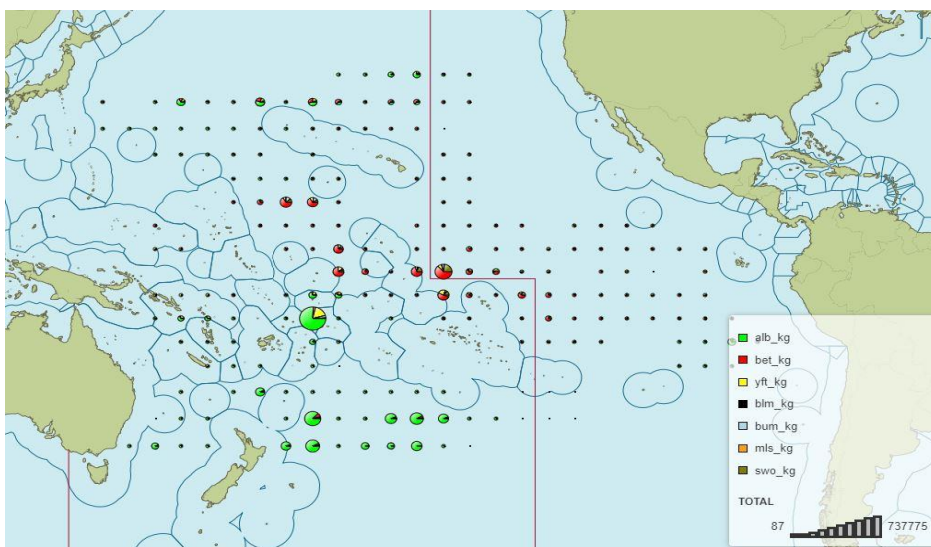 alb_kg
bet_kg
yft_kg
blm_kg
bum_kg
mls_kg
swo_kg
TOTAL
87 737775